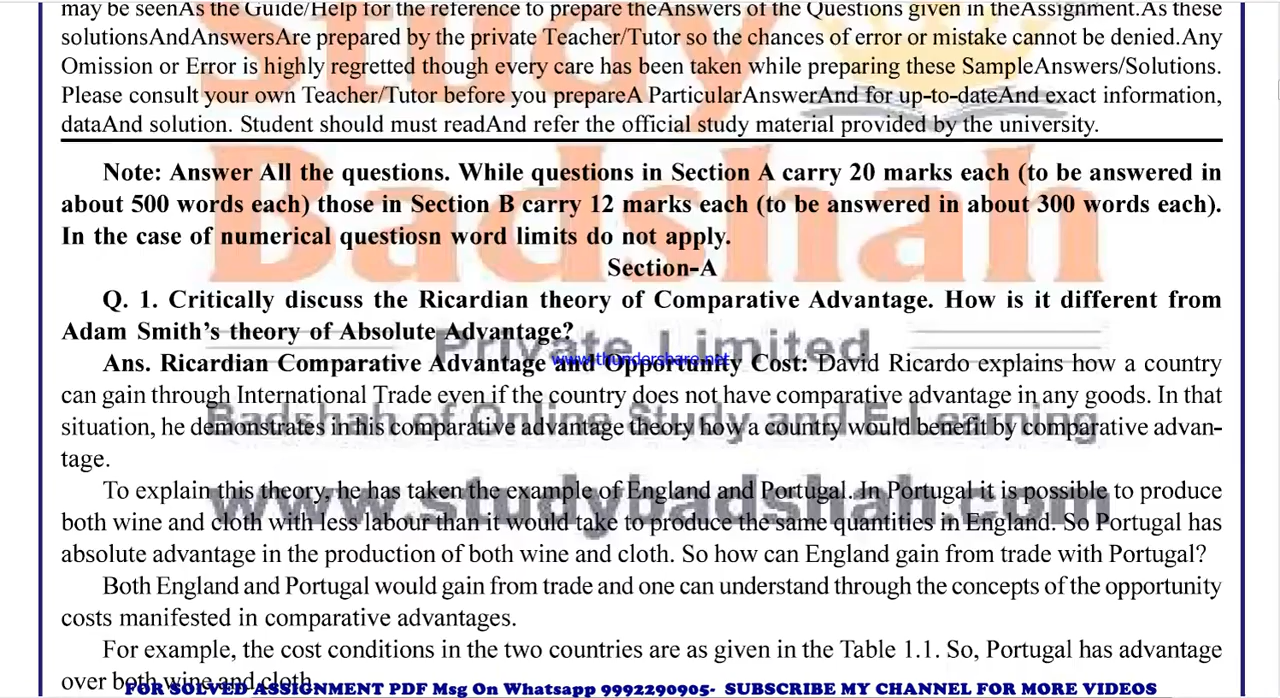 may be seenAs the Guide/Help for the reference to prepare theAnswers of the Questions given in theAssignment.As these
solutionsAndAnswersAre prepared by the private Teacher/Tutor so the chances of error or mistake cannot be denied.Any
Omission or Error is highly regretted though every care has been taken while preparing these SampleAnswers/Solutions.
Please consult your own Teacher/Tutor before you prepareA ParticularAnswerAnd for up-to-dateAnd exact information,
dataAnd solution. Student should must readAnd refer the official study material provided by the university.
Note: Answer All the questions. While questions in Section A carry 20 marks each (to be answered in
about 500 words each) those in Section B carry 12 marks each (to be answered in about 300 words each).
In the case of numerical questiosn word limits do not apply.
Section-A
Q. 1. Critically discuss the Ricardian theory of Comparative Advantage. How is it different from
Adam Smith's theory of Absolute Advantage?
Ans. Ricardian Comparative Advantage and Opportunity Cost: David Ricardo explains how a country
can gain through International Trade even if the country does not have comparative advantage in any goods. In that
situation, he demonstrates in his comparative advantage theory how a country would benefit by comparative advan-
tage.
To explain this theory, he has taken the example of England and Portugal. In Portugal it is possible to produce
both wine and cloth with less labour than it would take to produce the same quantities in England. So Portugal has
absolute advantage in the production of both wine and cloth. So how can England gain from trade with Portugal?
Both England and Portugal would gain from trade and one can understand through the concepts of the opportunity
costs manifested in comparative advantages.
For example, the cost conditions in the two countries are as given in the Table 1.1. So, Portugal has advantage
over both wine and cloth.
Study
Badshah
Private Limited
www.thundershare.net
Badshah of Online Study and E-Learning
www.studybadshah.com
FOR SOLVED ASSIGNMENT PDF Msg On Whatsapp 9992290905- SUBSCRIBE MY CHANNEL FOR MORE VIDEOS